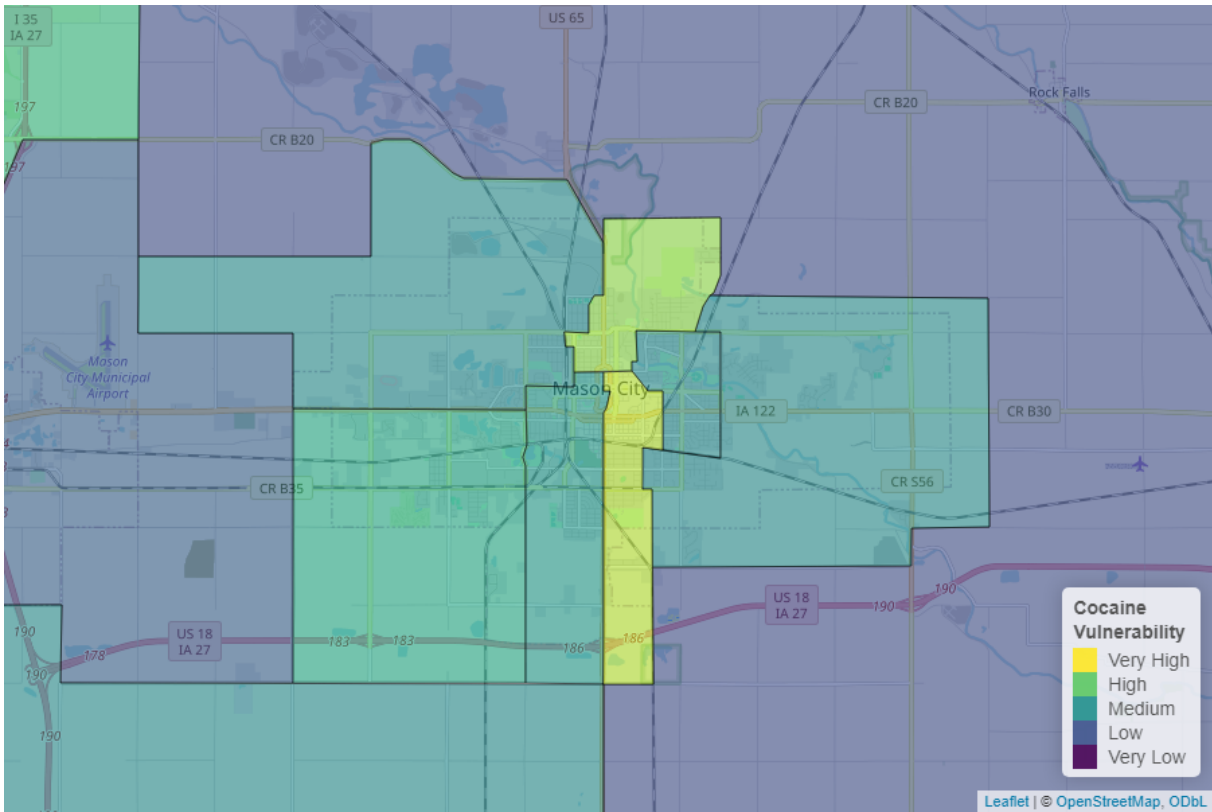 I 35
IA 27
US 65
197
CR B20
Rock Falls
CR B20
197
Mason
City Municipal
Airport
Mason City
IA 122
CR B30
CR B35
CR S56
190
190
US 18
IA 27
190
US 18
IA 27
183
183
186
186
178
190
190
Cocaine
Vulnerability
Very High
High
Medium
Low
Very Low
Leaflet | © OpenStreetMap, ODbL